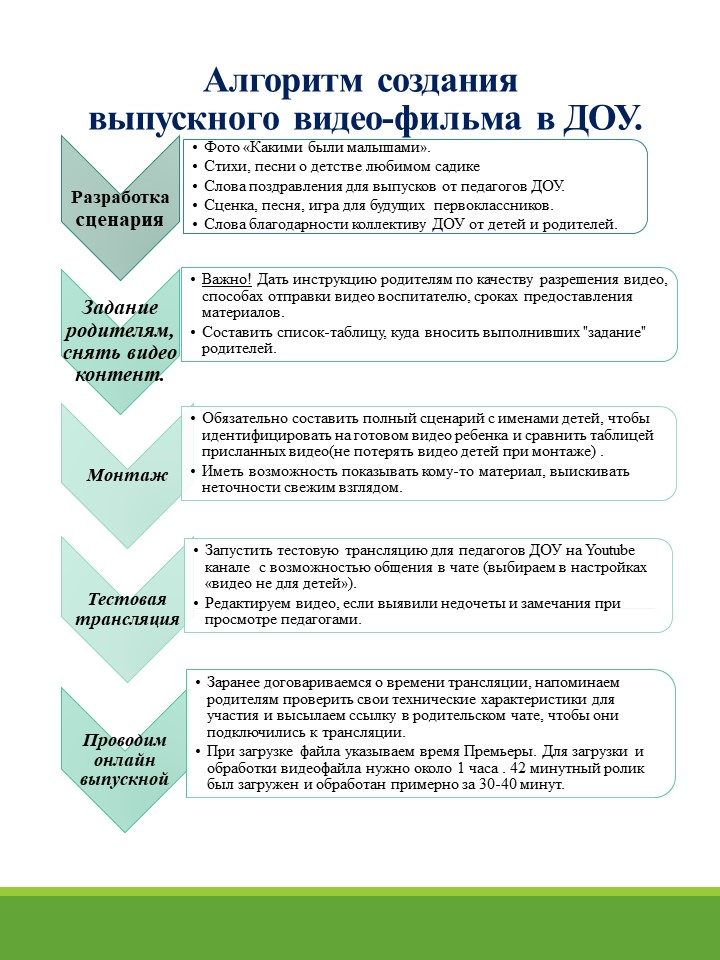 Алгоритм создания
выпускного видео-фильма в ДОУ.
Разработка
сценария
• Фото «Какими были малышами».
• Стихи, песни о детстве любимом садике
• Слова поздравления для выпусков от педагогов ДОУ.
• Сценка, песня, игра для будущих первоклассников.
• Слова благодарности коллективу ДОУ от детей и родителей.
Задание
родителям,
снять видео
контент.
• Важно! Дать инструкцию родителям по качеству разрешения видео,
способах отправки видео воспитателю, сроках предоставления
материалов.
• Составить список-таблицу, куда вносить выполнивших "задание"
родителей.
Монтаж
• Обязательно составить полный сценарий с именами детей, чтобы
идентифицировать на готовом видео ребенка и сравнить таблицей
присланных видео(не потерять видео детей при монтаже) .
• Иметь возможность показывать кому-то материал, выискивать
неточности свежим взглядом.
Тестовая
трансляция
• Запустить тестовую трансляцию для педагогов ДОУ на Youtube
канале с возможностью общения в чате (выбираем в настройках
«видео не для детей»).
• Редактируем видео, если выявили недочеты и замечания при
просмотре педагогами.
Проводим
онлайн
выпускной
• Заранее договариваемся о времени трансляции, напоминаем
родителям проверить свои технические характеристики для
участия и высылаем ссылку в родительском чате, чтобы они
подключились к трансляции.
• При загрузке файла указываем время Премьеры. Для загрузки и
обработки видеофайла нужно около 1 часа . 42 минутный ролик
был загружен и обработан примерно за 30-40 минут.